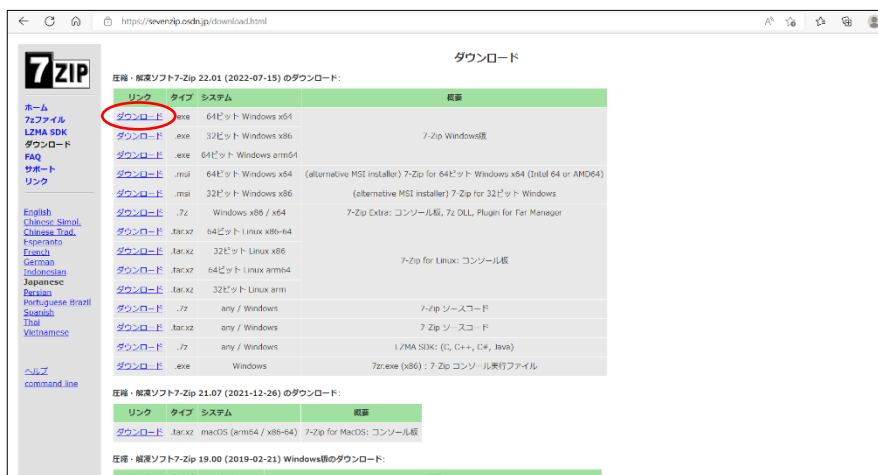 https://sevenzip.osdn.jp/download.html
7ZIP
ホーム
7zファイル
LZMA SDK
ダウンロード
FAQ
サポート
リンク
English
Chinese Simpl.
Chinese Trad.
Esperanto
French
German
Indonesian
Japanese
Persian
Portuguese Brazil
Spanish
Thai
Vietnamese
ヘルプ
command line
ダウンロード
圧縮・解凍ソフト7-Zip 22.01 (2022-07-15) のダウンロード:
リンク タイプ システム 概要
ダウンロード .exe 64ビット Windows x64
ダウンロード .exe 32ビット Windows x86 7-Zip Windows版
ダウンロード .exe 64ビット Windows arm64
ダウンロード .msi 64ビット Windows x64 (alternative MSI installer) 7-Zip for 64ビット Windows x64 (Intel 64 or AMD64)
ダウンロード .msi 32ビット Windows x86 (alternative MSI installer) 7-Zip for 32ビット Windows
ダウンロード .7z Windows x86 / x64 7-Zip Extra: コンソール版, 7z DLL, Plugin for Far Manager
ダウンロード .tar.xz 64ビット Linux x86-64
ダウンロード .tar.xz 32ビット Linux x86
7-Zip for Linux: コンソール版
ダウンロード .tar.xz 64ビット Linux arm64
ダウンロード .tar.xz 32ビット Linux arm
ダウンロード .7z any / Windows 7-Zip ソースコード
ダウンロード .tar.xz any / Windows 7-Zip ソースコード
ダウンロード .7z any / Windows LZMA SDK: (C, C++, C#, Java)
ダウンロード .exe Windows 7zr.exe (x86) : 7-Zip コンソール実行ファイル
圧縮・解凍ソフト7-Zip 21.07 (2021-12-26) のダウンロード:
リンク タイプ システム 概要
ダウンロード .tar.xz macOS (arm64 / x86-64) 7-Zip for MacOS: コンソール版
圧縮・解凍ソフト7-Zip 19.00 (2019-02-21) Windows版のダウンロード: